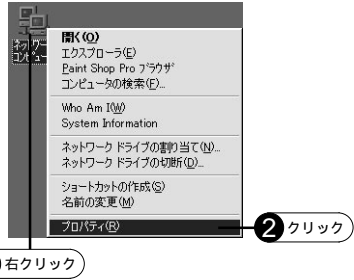 ネットワー
コンピュー
開く(O)
エクスプローラ(E)
Paint Shop Pro ブラウザ
コンピュータの検索(F)...
Who Am I(W)
System Information
ネットワーク ドライブの割り当て(N)...
ネットワーク ドライブの切断(D)...
ショートカットの作成(S)
名前の変更(M)
プロパティ(R)
2 クリック
右クリック